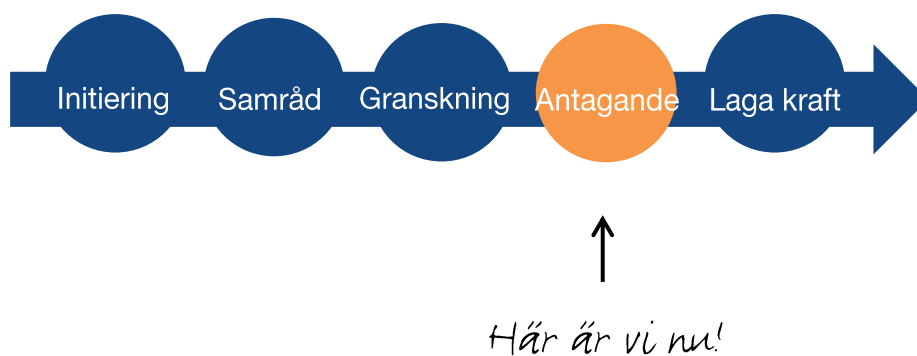 Initiering Samråd Granskning Antagande Laga kraft
Här är vi nu!